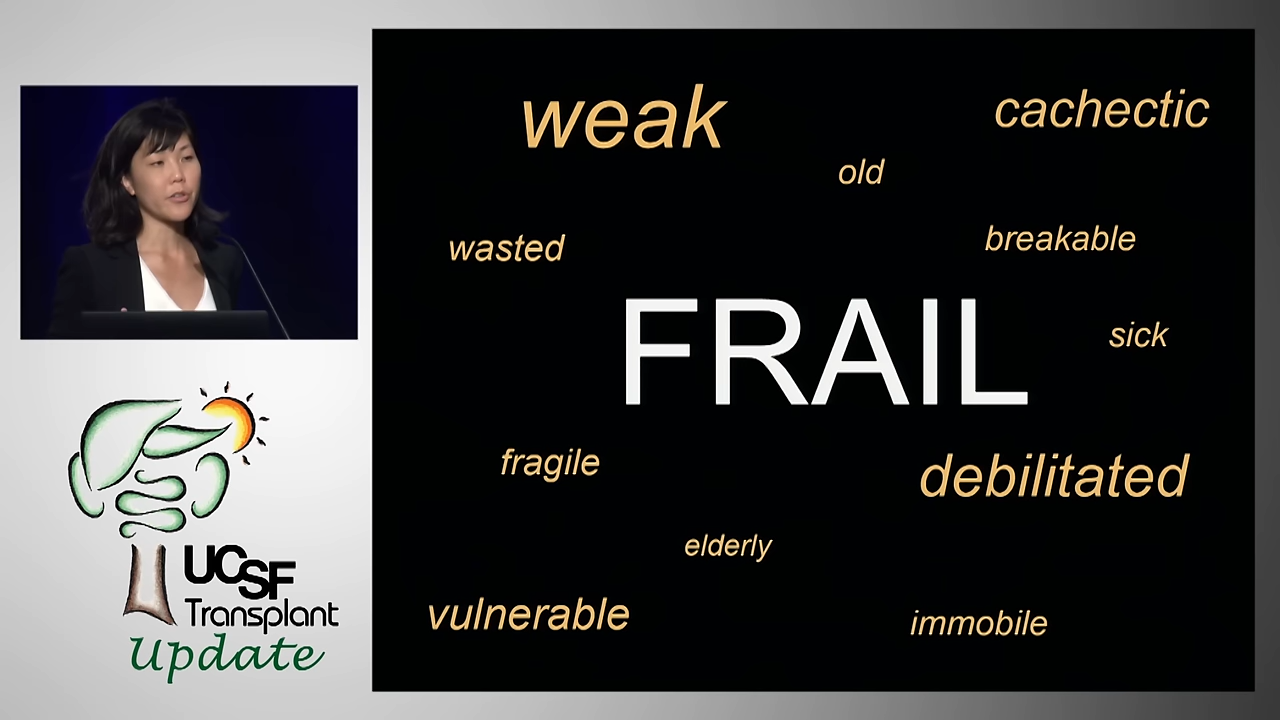 weak
cachectic
old
wasted
breakable
FRAIL
sick
fragile
debilitated
elderly
vulnerable
immobile
UCSF
Transplant
Update